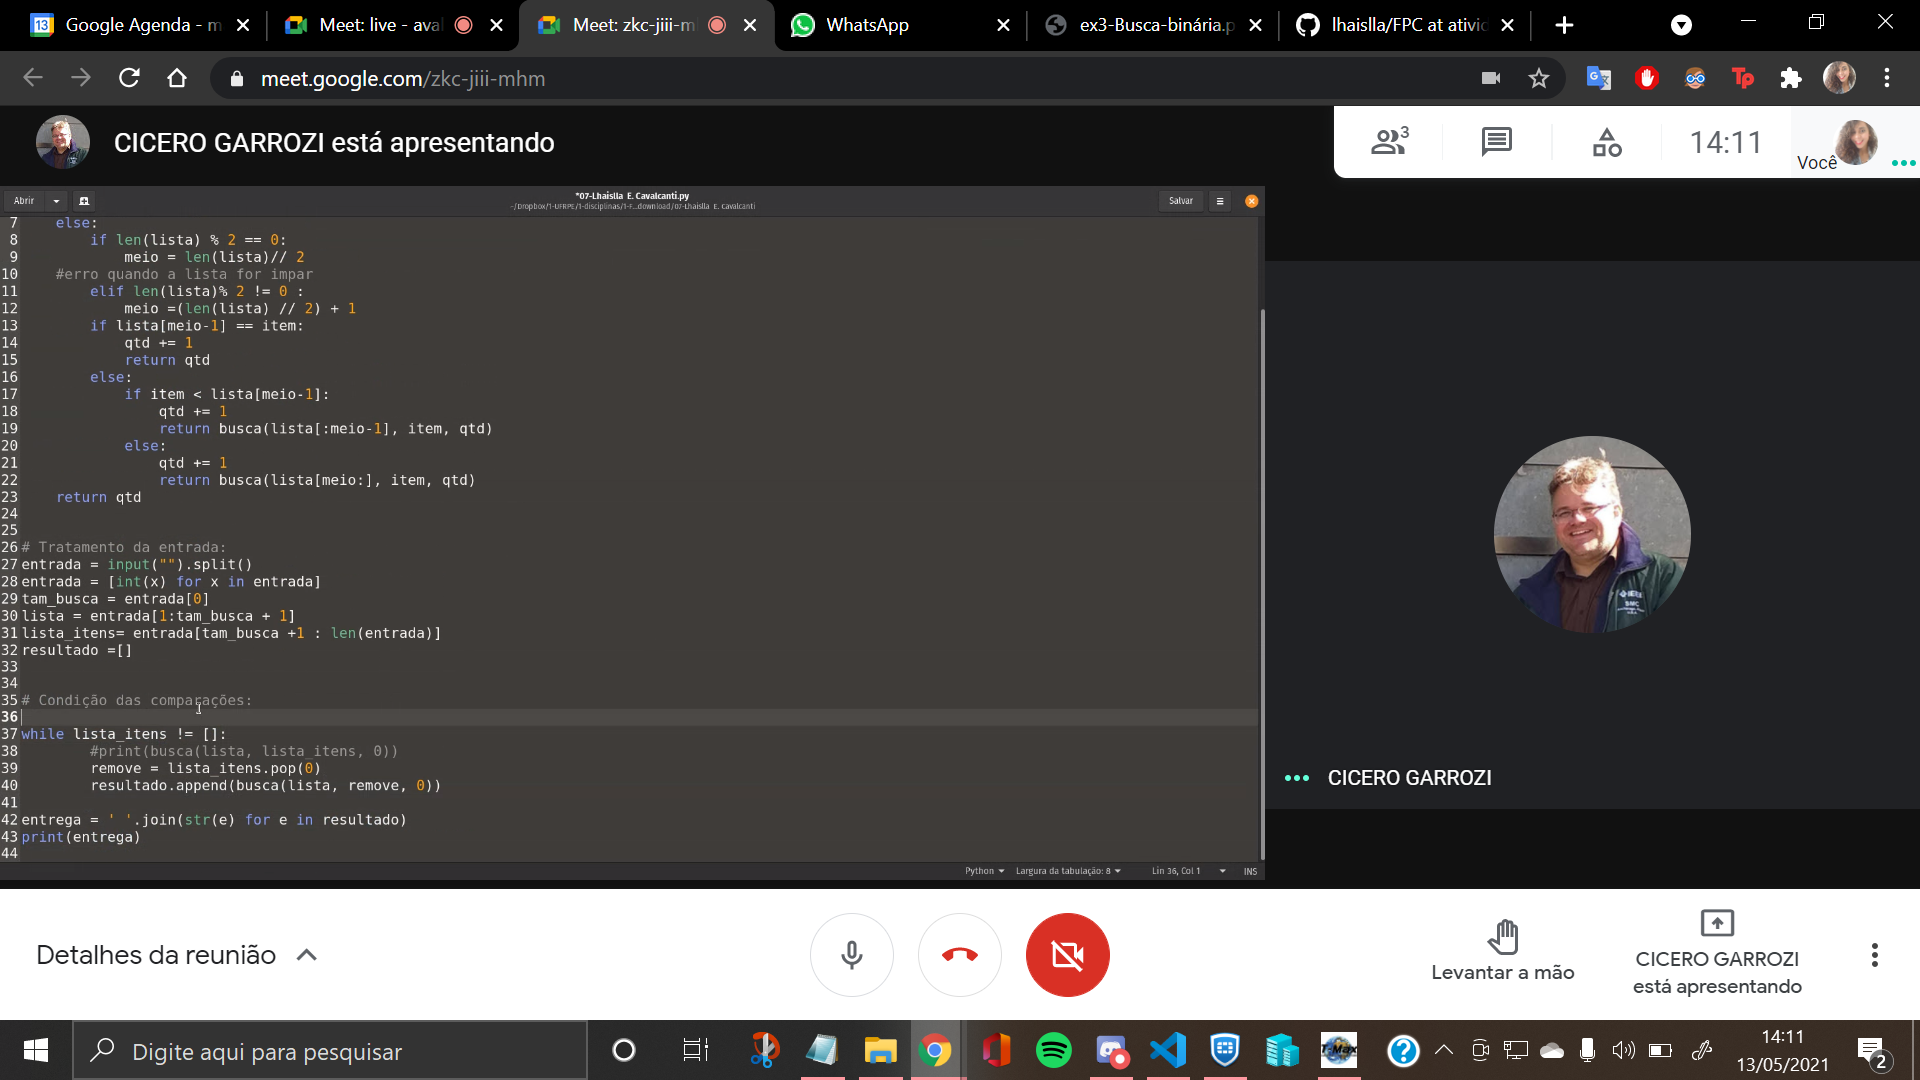 Google Agenda - m
Meet: live - aval
Meet: zkc-jiii-m
WhatsApp
ex3-Busca-binária.p
lhaislla/FPC at ativid
meet.google.com/zkc-jiii-mhm
CICERO GARROZI está apresentando
3
14:11
Você
Abrir
*07-Lhaislla E. Cavalcanti.py
~/Dropbox/1-UFRPE/1-disciplinas/1-F...download/07-Lhaislla E. Cavalcanti
Salvar
7 else:
8 if len(lista) % 2 == 0:
9 meio = len(lista)// 2
10 #erro quando a lista for impar
11 elif len(lista)% 2 != 0 :
12 meio =(len(lista) // 2) + 1
13 if lista[meio-1] == item:
14 qtd += 1
15 return qtd
16 else:
17 if item < lista[meio-1]:
18 qtd += 1
19 return busca(lista[:meio-1], item, qtd)
20 else:
21 qtd += 1
22 return busca(lista[meio:], item, qtd)
23 return qtd
24
25
26 # Tratamento da entrada:
27 entrada = input("").split()
28 entrada = [int(x) for x in entrada]
29 tam_busca = entrada[0]
30 lista = entrada[1:tam_busca + 1]
31 lista_itens= entrada[tam_busca +1 : len(entrada)]
32 resultado =[]
33
34
35 # Condição das comparações:
36
37 while lista_itens != []:
38 #print(busca(lista, lista_itens, 0))
39 remove = lista_itens.pop(0)
40 resultado.append(busca(lista, remove, 0))
41
42 entrega = ' '.join(str(e) for e in resultado)
43 print(entrega)
44
Python
Largura da tabulação: 8
Lin 36, Col 1
INS
CICERO GARROZI
Detalhes da reunião
Levantar a mão
CICERO GARROZI
está apresentando
Digite aqui para pesquisar
14:11
13/05/2021
2